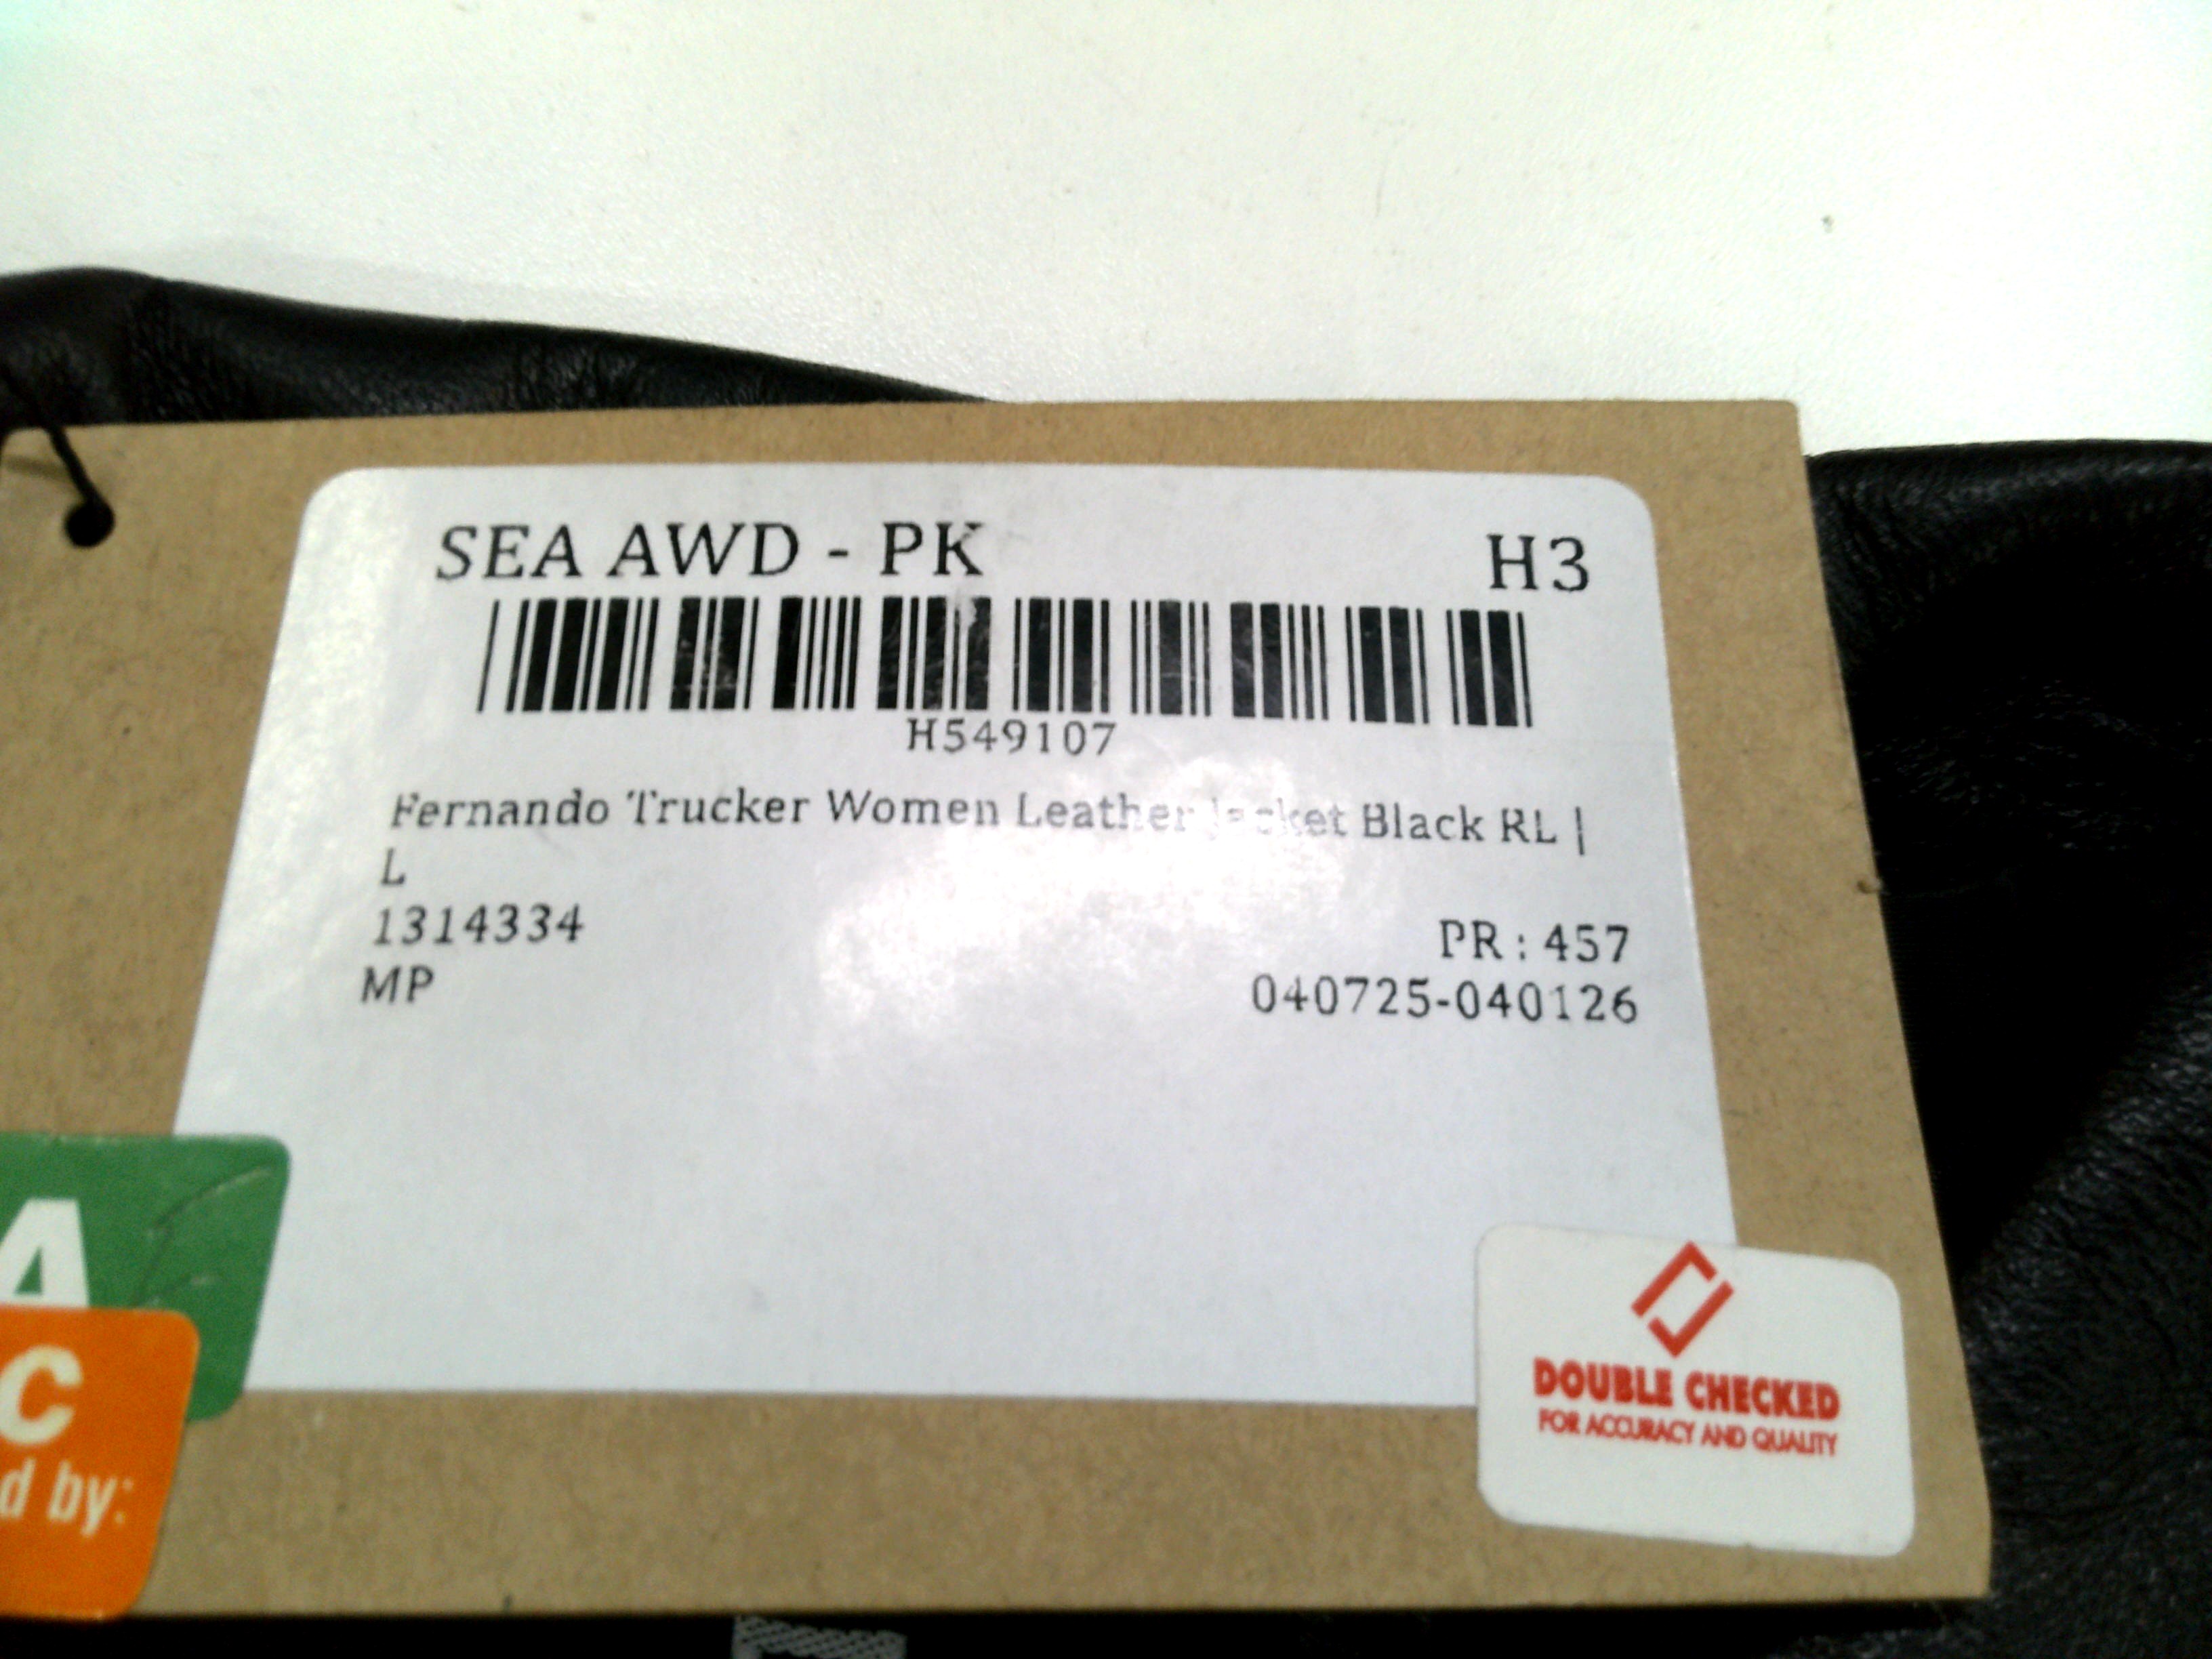 SEA AWD - PK
H3
H549107
Fernando Trucker Women Leather Jacket Black RL |
L
1314334
PR : 457
MP
040725-040126
A
C
d by:
DOUBLE CHECKED
FOR ACCURACY AND QUALITY